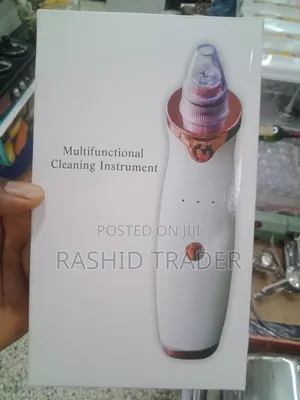 Multifunctional
Cleaning Instrument
POSTED ON JIJI
RASHID TRADER